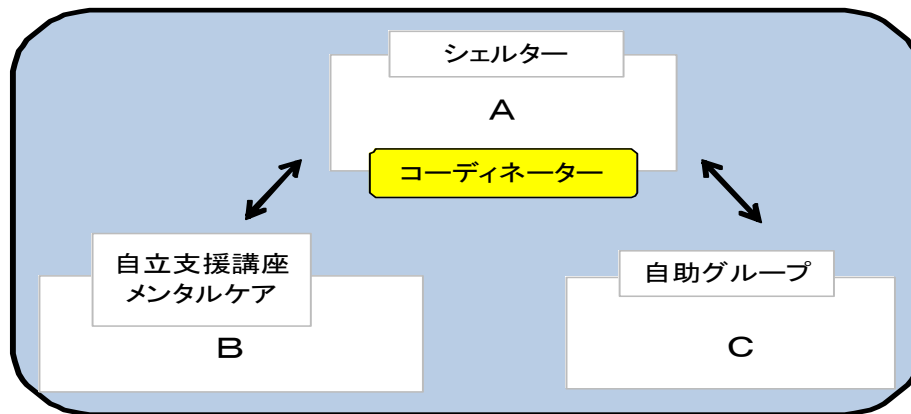 シェルター
A
コーディネーター
自立支援講座
メンタルケア
B
自助グループ
C